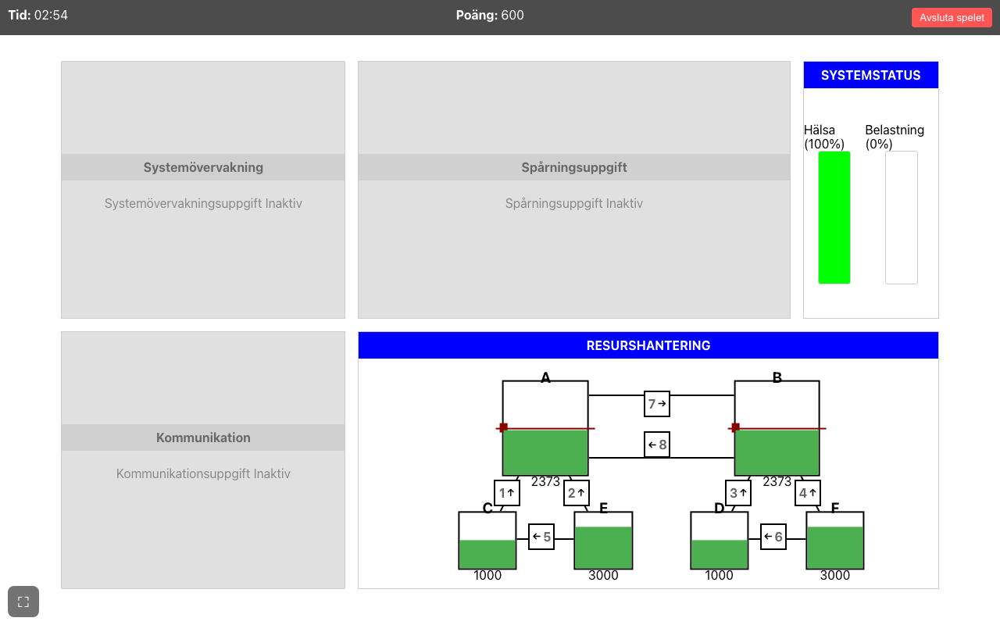 Tid: 02:54
Poäng: 600
Avsluta spelet
Systemövervakning
Systemövervakningsuppgift Inaktiv
Spårningsuppgift
Spårningsuppgift Inaktiv
SYSTEMSTATUS
Hälsa
(100%)
Belastning
(0%)
Kommunikation
Kommunikationsuppgift Inaktiv
RESURSHANTERING
A
B
7→
←8
2373
2373
1↑
2↑
3↑
4↑
C
E
D
F
←5
←6
1000
3000
1000
3000